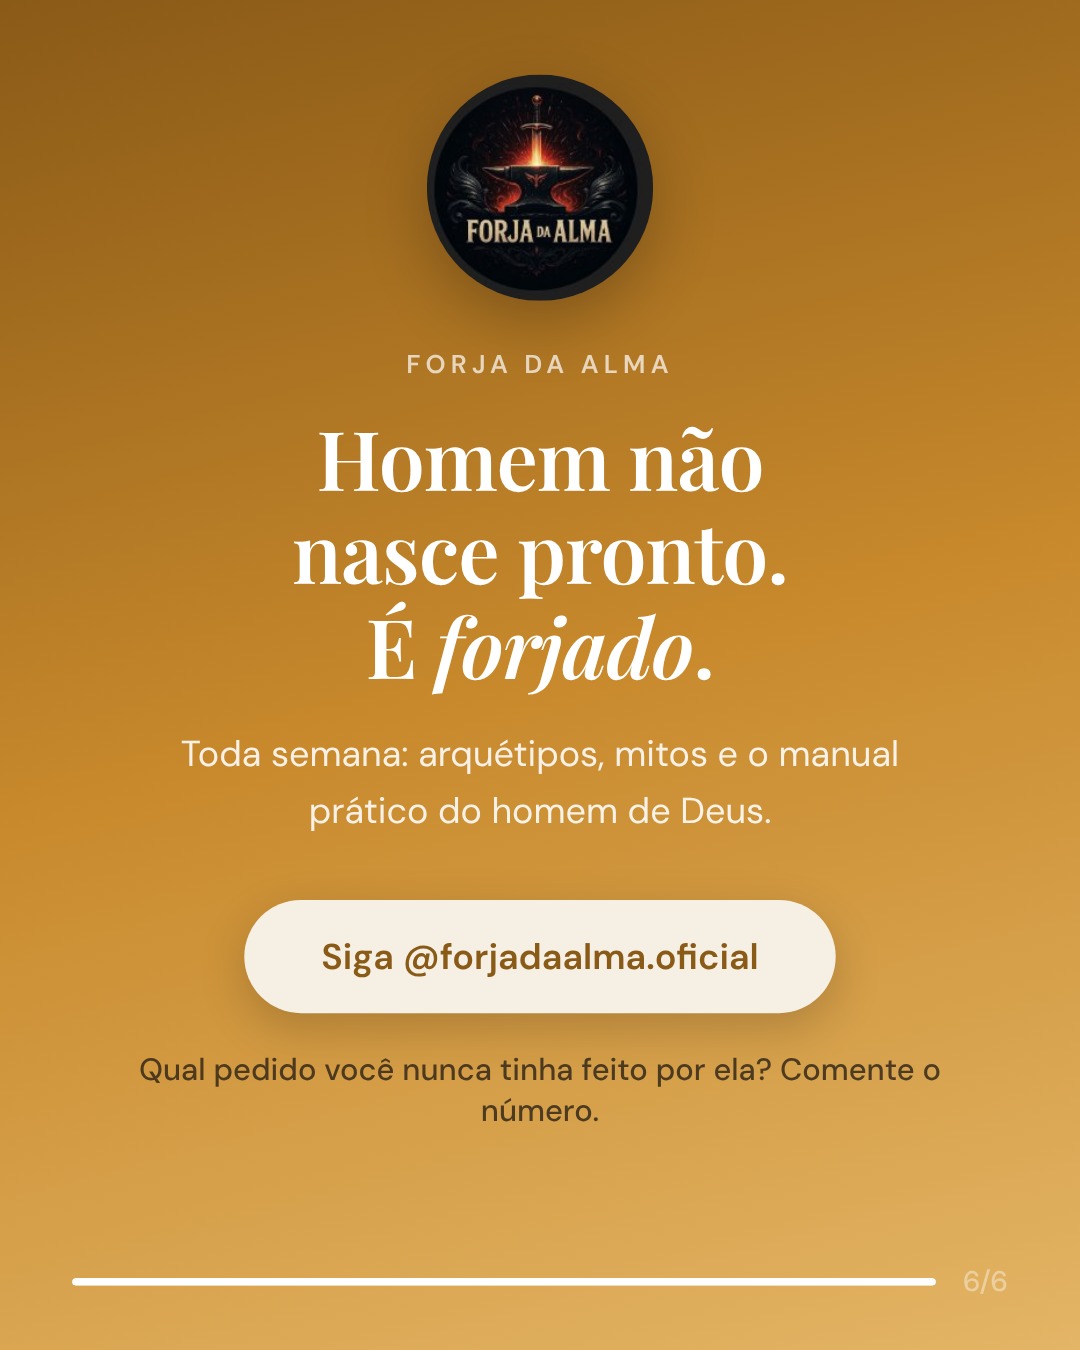 FORJA DA ALMA
FORJA DA ALMA
Homem não
nasce pronto.
É forjado.
Toda semana: arquétipos, mitos e o manual
prático do homem de Deus.
Siga @forjadaalma.oficial
Qual pedido você nunca tinha feito por ela? Comente o
número.
6/6